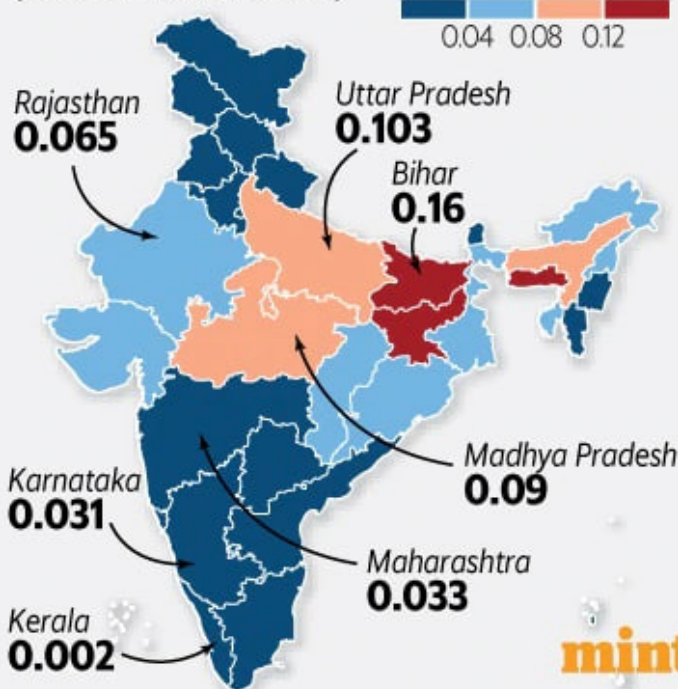 0.04 0.08 0.12
Rajasthan
0.065
Uttar Pradesh
0.103
Bihar
0.16
Madhya Pradesh
0.09
Karnataka
0.031
Maharashtra
0.033
Kerala
0.002
mint